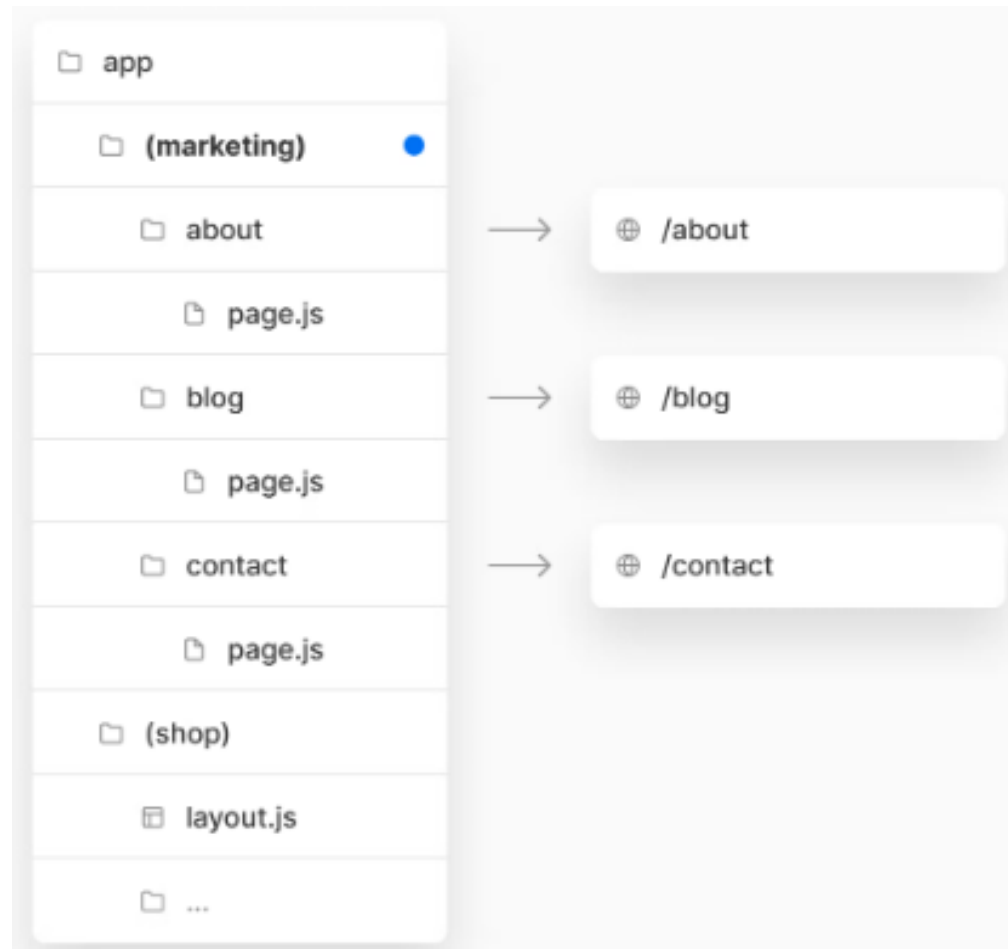 app
(marketing)
about
/about
page.js
blog
/blog
page.js
contact
/contact
page.js
(shop)
layout.js
...